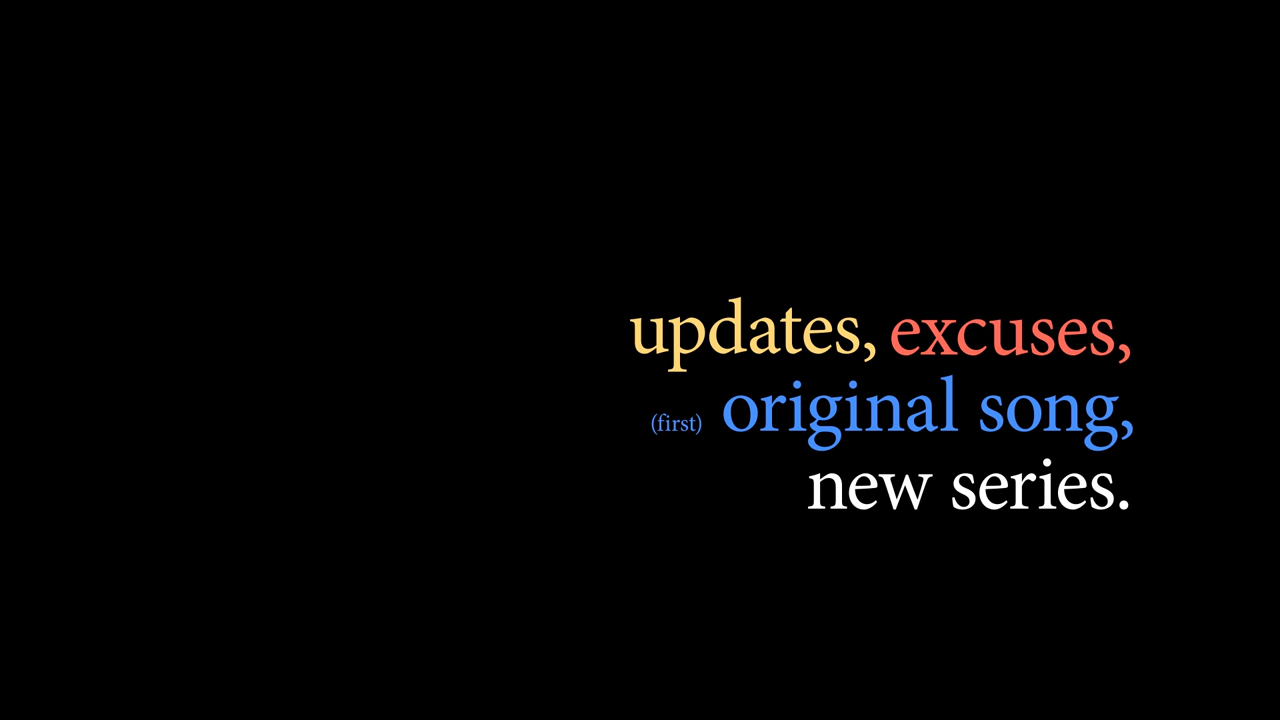 updates, excuses,
(first) original song,
new series.